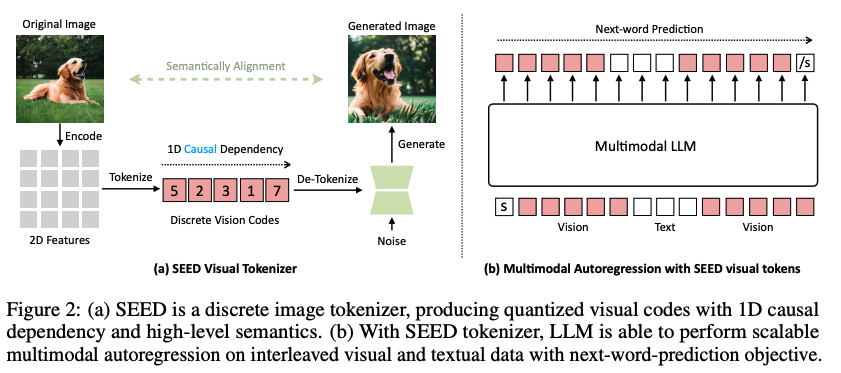 Original Image
Generated Image
Semantically Alignment
Encode
1D Causal Dependency
Tokenize
5 2 3 1 7
De-Tokenize
Generate
2D Features
Discrete Vision Codes
Noise
(a) SEED Visual Tokenizer
Next-word Prediction
/s
Multimodal LLM
S
Vision Text Vision
(b) Multimodal Autoregression with SEED visual tokens
Figure 2: (a) SEED is a discrete image tokenizer, producing quantized visual codes with 1D causal
dependency and high-level semantics. (b) With SEED tokenizer, LLM is able to perform scalable
multimodal autoregression on interleaved visual and textual data with next-word-prediction objective.